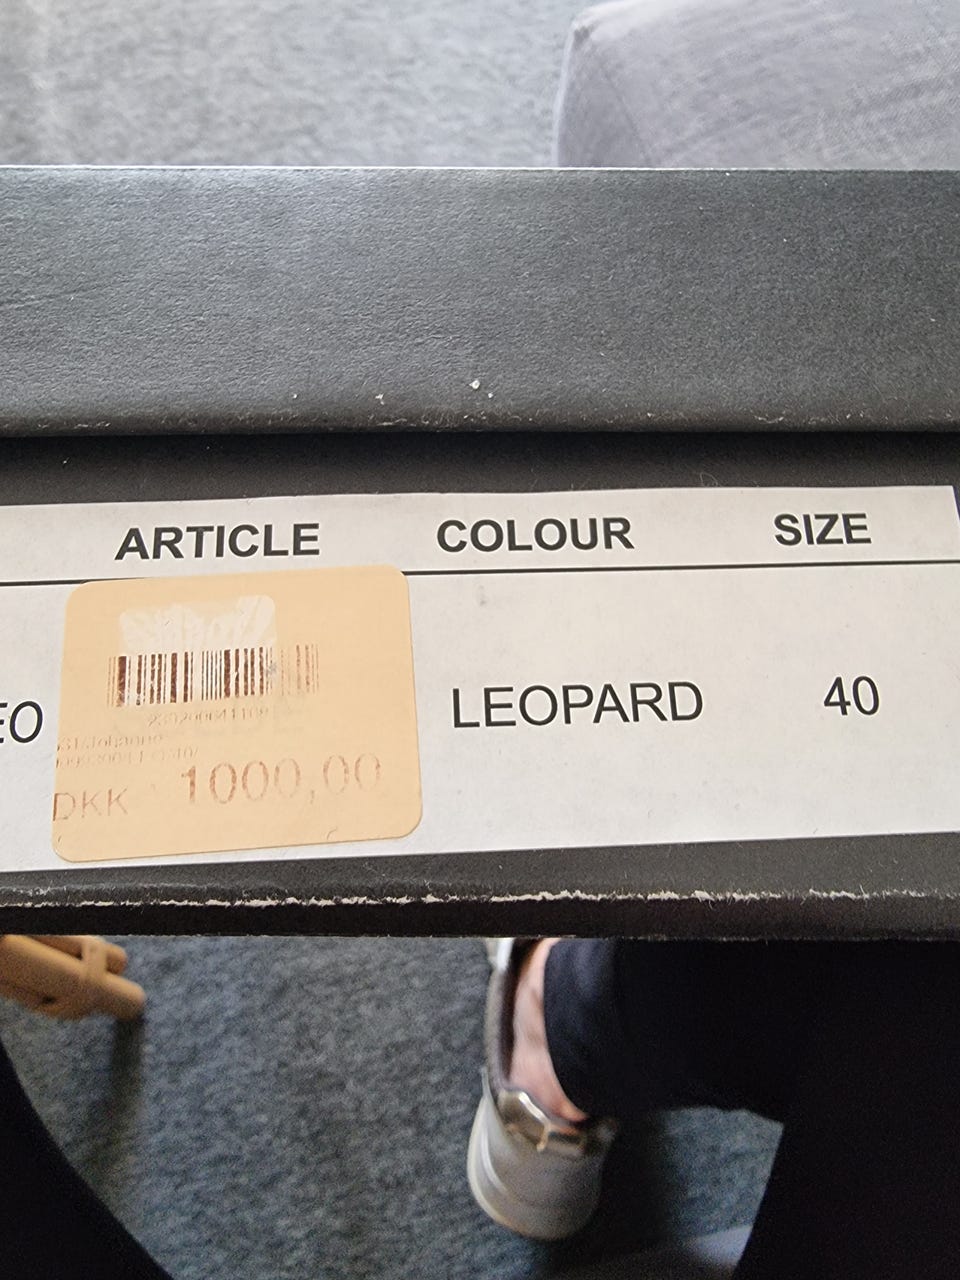 ARTICLE COLOUR SIZE
EO LEOPARD 40
DKK 1000,00